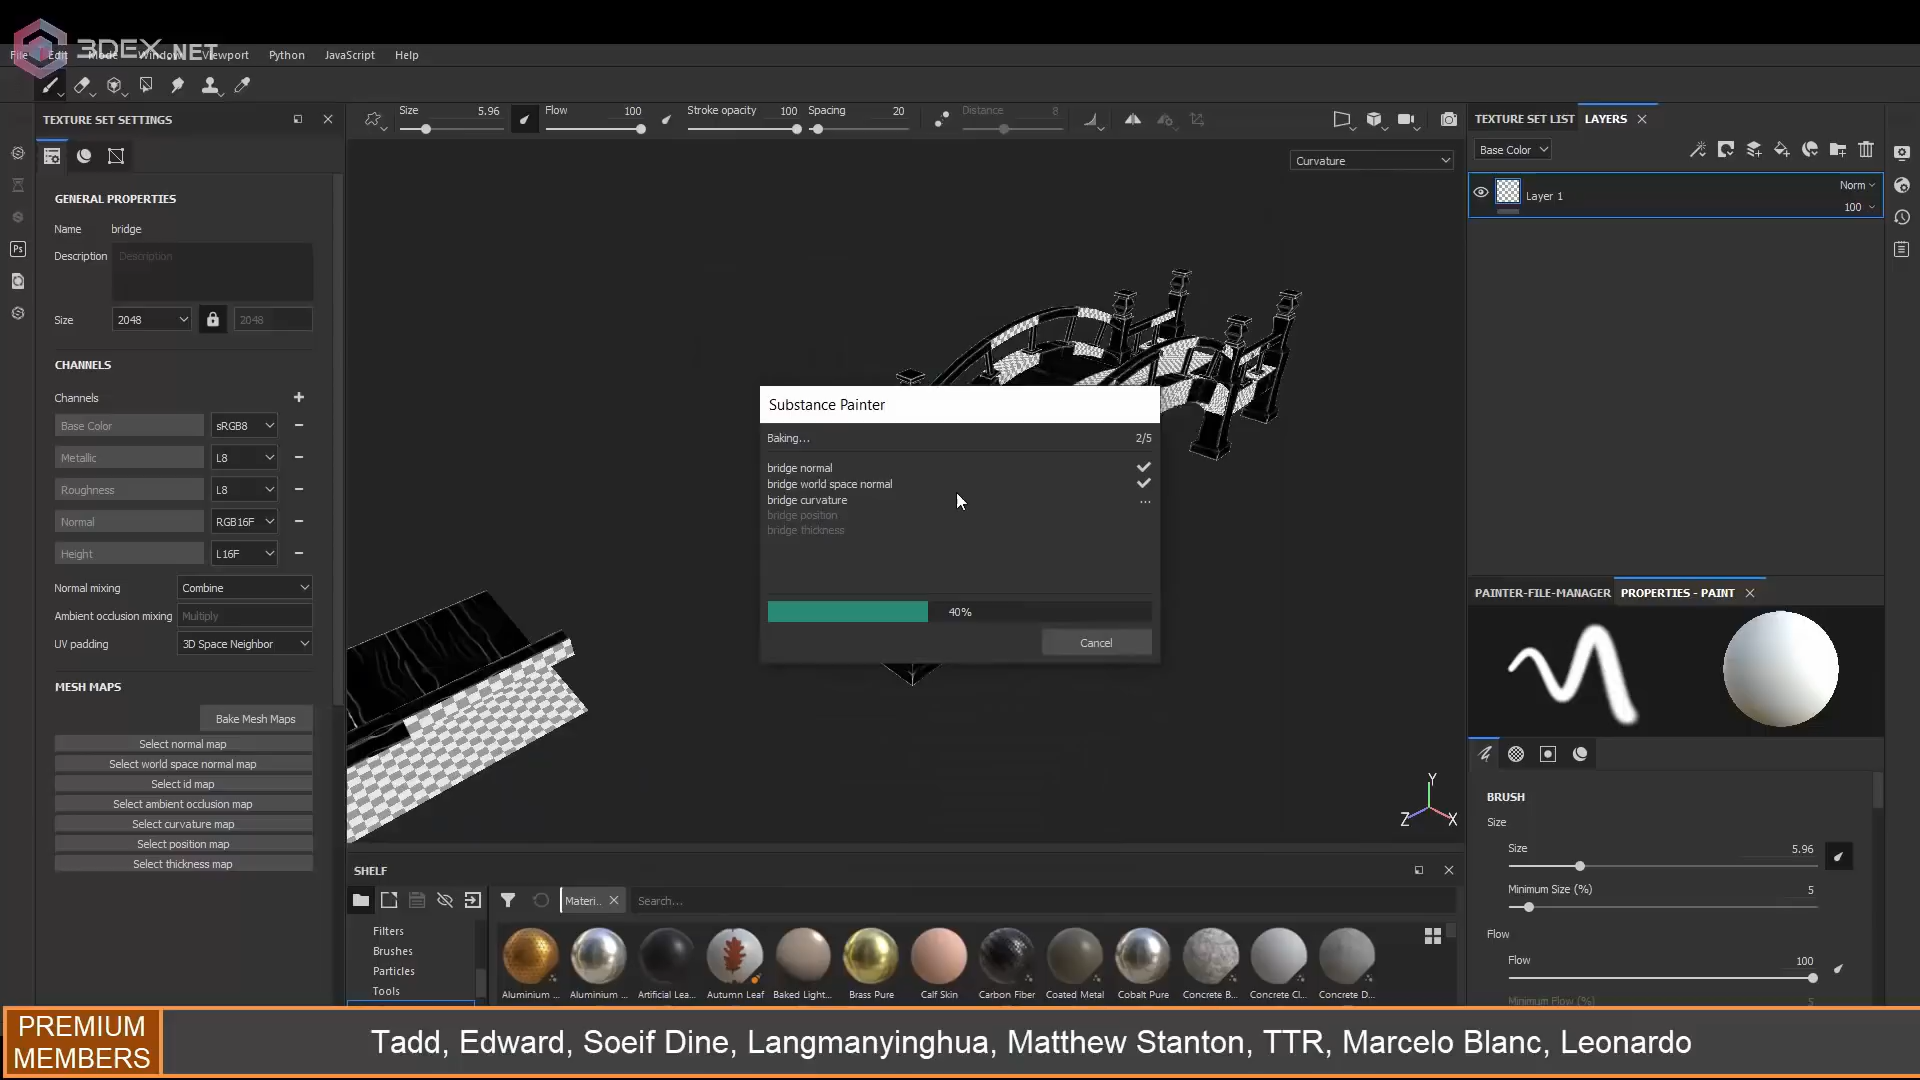 3DEX.NET
File Edit Mode Window Viewport Python JavaScript Help
TEXTURE SET SETTINGS
GENERAL PROPERTIES
Name bridge
Description Description
Size 2048 2048
CHANNELS
Channels
Base Color sRGB8
Metallic L8
Roughness L8
Normal RGB16F
Height L16F
Normal mixing Combine
Ambient occlusion mixing Multiply
UV padding 3D Space Neighbor
MESH MAPS
Bake Mesh Maps
Select normal map
Select world space normal map
Select id map
Select ambient occlusion map
Select curvature map
Select position map
Select thickness map
Ps
Size 5.96 Flow 100 Stroke opacity 100 Spacing 20 Distance 8
Curvature
Substance Painter
Baking... 2/5
bridge normal
bridge world space normal
bridge curvature ...
bridge position
bridge thickness
40%
Cancel
Y
Z X
SHELF
Materi.. Search...
Filters
Brushes
Particles
Tools
Aluminium ... Aluminium ... Artificial Lea... Autumn Leaf Baked Light... Brass Pure Calf Skin Carbon Fiber Coated Metal Cobalt Pure Concrete B... Concrete Cl... Concrete D...
TEXTURE SET LIST LAYERS
Base Color
Layer 1 Norm
100
PAINTER-FILE-MANAGER PROPERTIES - PAINT
BRUSH
Size
Size 5.96
Minimum Size (%) 5
Flow
Flow 100
Minimum Flow (%) 5
PREMIUM
MEMBERS
Tadd, Edward, Soeif Dine, Langmanyinghua, Matthew Stanton, TTR, Marcelo Blanc, Leonardo